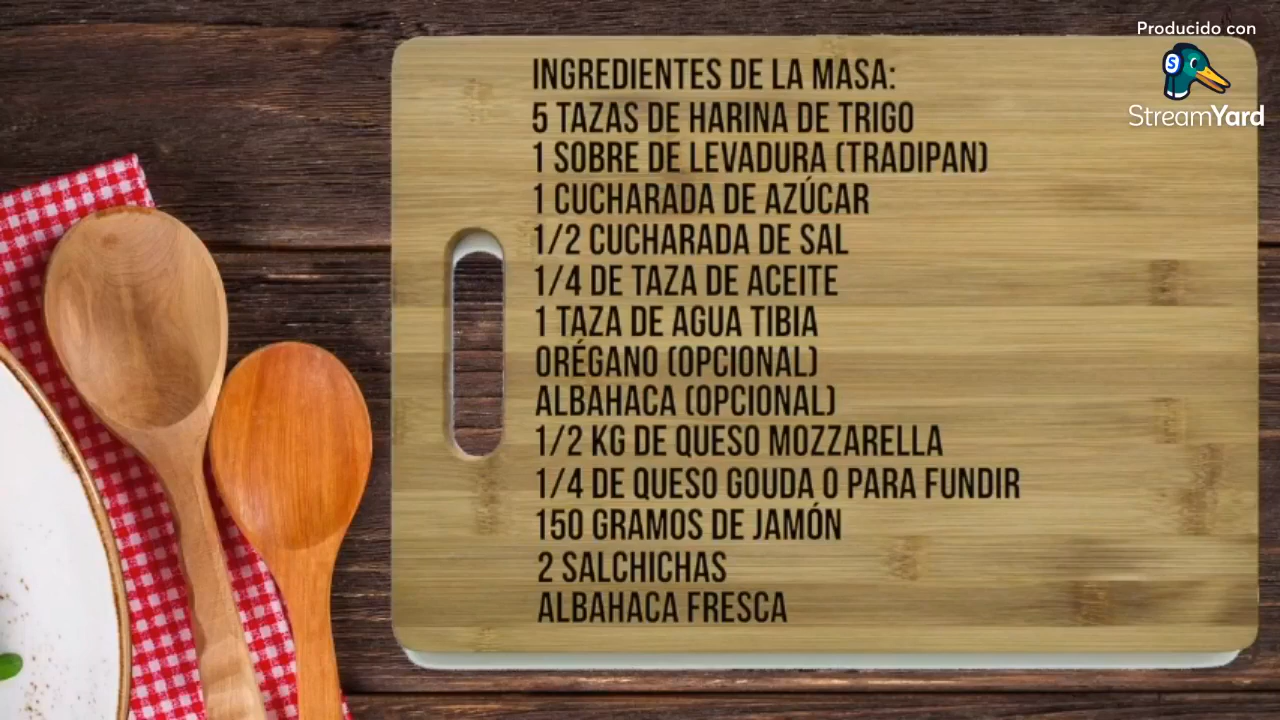 Producido con
StreamYard
INGREDIENTES DE LA MASA:
5 TAZAS DE HARINA DE TRIGO
1 SOBRE DE LEVADURA (TRADIPAN)
1 CUCHARADA DE AZÚCAR
1/2 CUCHARADA DE SAL
1/4 DE TAZA DE ACEITE
1 TAZA DE AGUA TIBIA
ORÉGANO (OPCIONAL)
ALBAHACA (OPCIONAL)
1/2 KG DE QUESO MOZZARELLA
1/4 DE QUESO GOUDA O PARA FUNDIR
150 GRAMOS DE JAMÓN
2 SALCHICHAS
ALBAHACA FRESCA